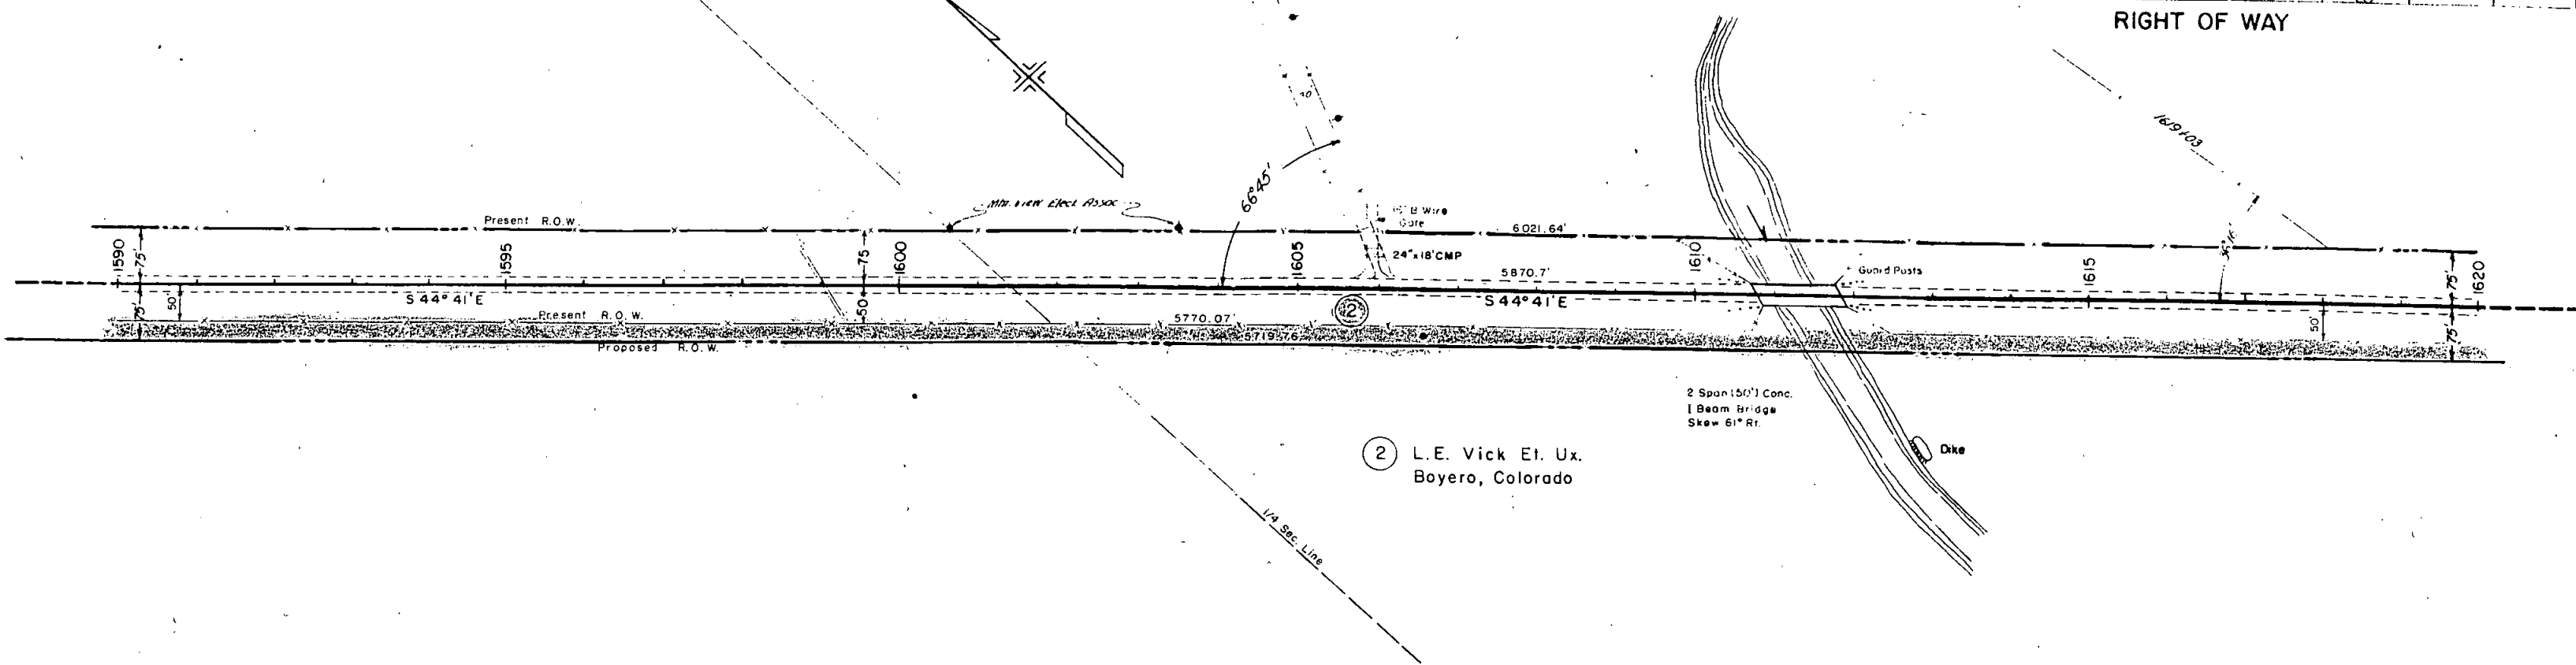 RIGHT OF WAY
1619+03
40
66°45'
Mtn. View Elect. Assoc.
Present R.O.W.
B Wire
Gate
6021.64'
1590
75'
1595
75
1600
1605
24"x18'CMP
1610
5870.7'
Guard Posts
1615
75'
1620
S 44° 41' E
S 44° 41' E
75'
50'
Present R.O.W.
50
5770.07'
2
50'
75'
Proposed R.O.W.
2 Span (50') Conc.
I Beam Bridge
Skew 61° Rt.
2 L.E. Vick Et. Ux.
Boyero, Colorado
Dike
1/4 Sec. Line